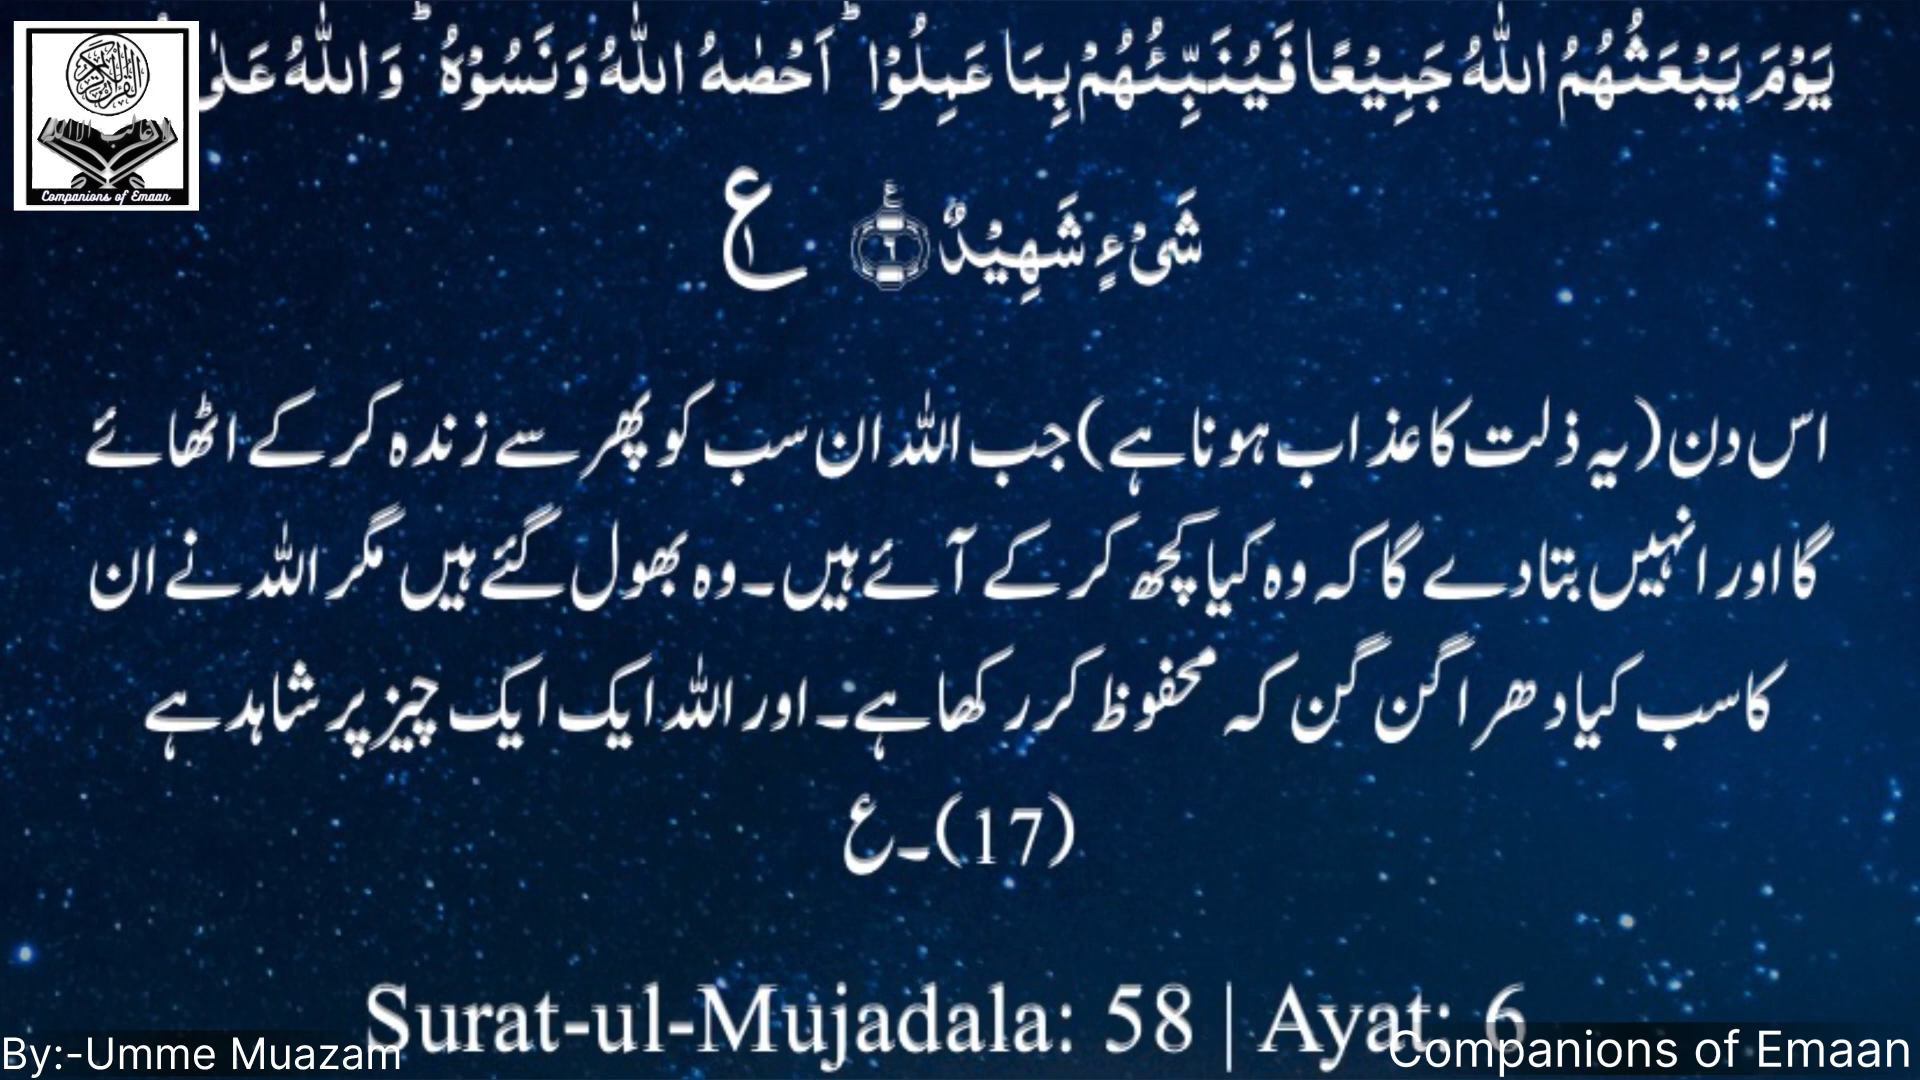 یَوْمَ یَبْعَثُهُمُ اللّٰهُ جَمِیْعًا فَیُنَبِّئُهُمْ بِمَا عَمِلُوْا ؕ اَحْصٰىهُ اللّٰهُ وَ نَسُوْهُ ؕ وَ اللّٰهُ عَلٰى
شَیْءٍ شَهِیْدٌ ۶ ع
اس دن (یہ ذلت کا عذاب ہونا ہے) جب اللہ ان سب کو پھر سے زندہ کر کے اٹھائے
گا اور انہیں بتا دے گا کہ وہ کیا کچھ کر کے آئے ہیں۔ وہ بھول گئے ہیں مگر اللہ نے ان
کا سب کیا دھرا گن گن کہ محفوظ کر رکھا ہے۔ اور اللہ ایک ایک چیز پر شاہد ہے
(17)۔ ع
Surat-ul-Mujadala: 58 | Ayat: 6
By:-Umme Muazam
Companions of Emaan
Companions of Emaan